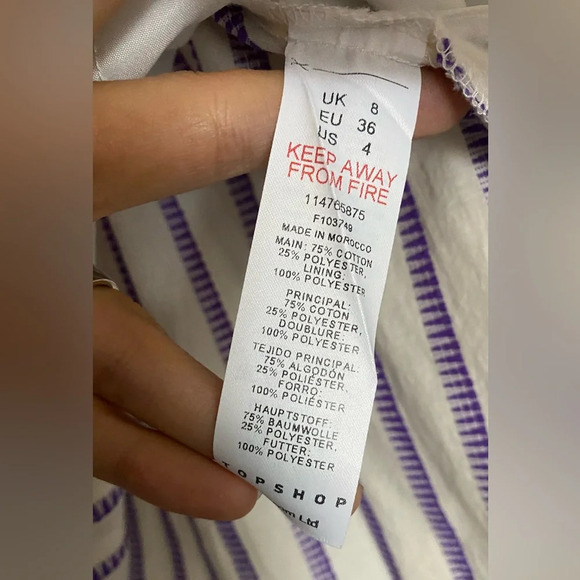 UK 8
EU 36
US 4
KEEP AWAY
FROM FIRE
114765875
F103749
MADE IN MOROCCO
MAIN: 75% COTTON
25% POLYESTER,
LINING:
100% POLYESTER
PRINCIPAL:
75% COTON
25% POLYESTER,
DOUBLURE:
100% POLYESTER
TEJIDO PRINCIPAL:
75% ALGODÓN
25% POLIÉSTER,
FORRO:
100% POLIÉSTER
HAUPTSTOFF:
75% BAUMWOLLE
25% POLYESTER,
FUTTER:
100% POLYESTER
TOPSHOP
Ltd